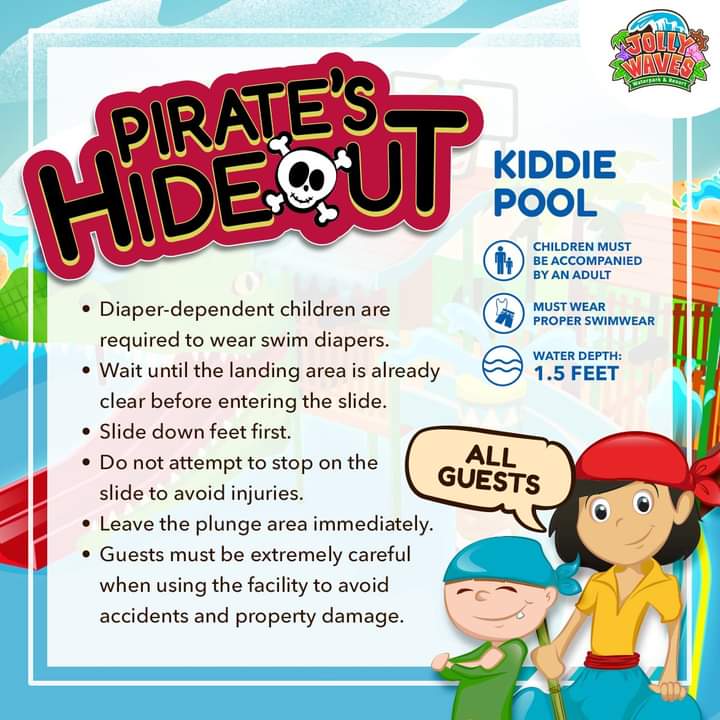 JOLLY
WAVES
Waterpark & Resort
PIRATE'S
HIDEOUT
KIDDIE
POOL
CHILDREN MUST
BE ACCOMPANIED
BY AN ADULT
MUST WEAR
PROPER SWIMWEAR
WATER DEPTH:
1.5 FEET
• Diaper-dependent children are
required to wear swim diapers.
• Wait until the landing area is already
clear before entering the slide.
• Slide down feet first.
• Do not attempt to stop on the
slide to avoid injuries.
• Leave the plunge area immediately.
• Guests must be extremely careful
when using the facility to avoid
accidents and property damage.
ALL
GUESTS